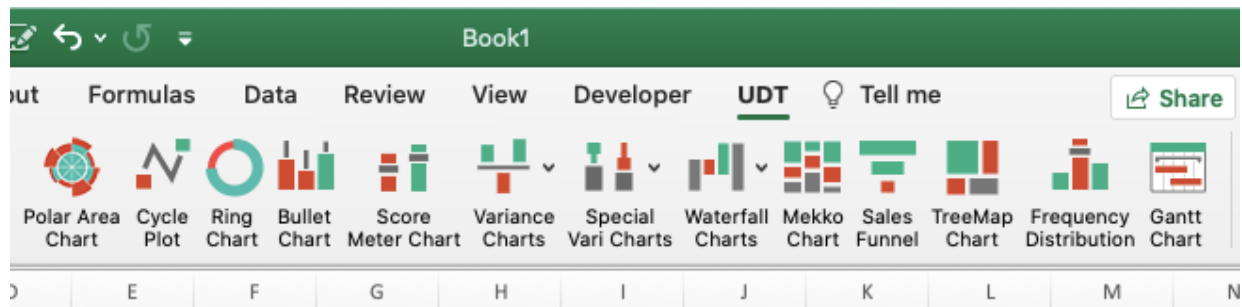 Book1
out Formulas Data Review View Developer UDT Tell me Share
Polar Area Cycle Ring Bullet Score Variance Special Waterfall Mekko Sales TreeMap Frequency Gantt
Chart Plot Chart Chart Meter Chart Charts Vari Charts Charts Chart Funnel Chart Distribution Chart
D E F G H I J K L M N